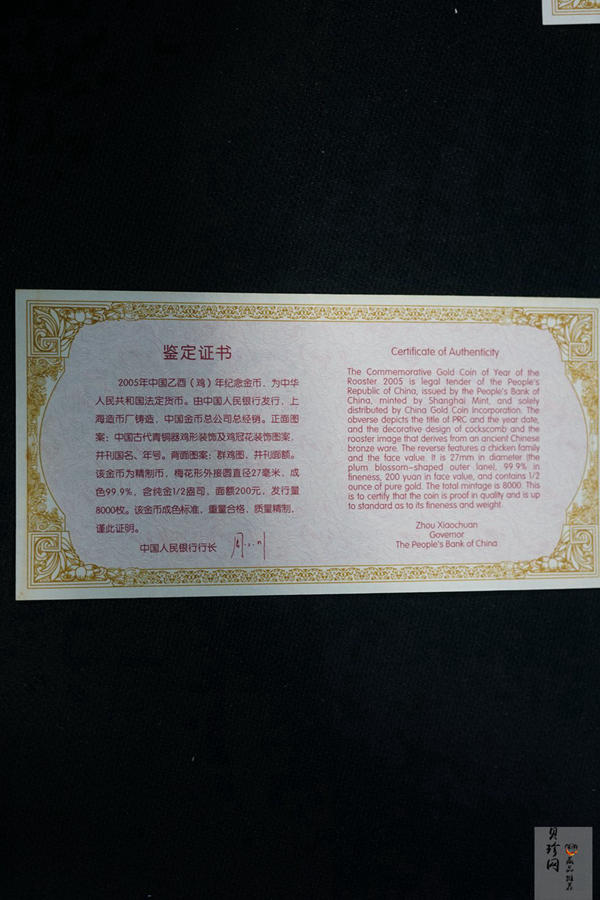 鉴定证书
2005年中国乙酉（鸡）年纪念金币，为中华
人民共和国法定货币。由中国人民银行发行，上
海造币厂铸造，中国金币总公司总经销。正面图
案：中国古代青铜器鸡形装饰及鸡冠花装饰图案，
并刊国名、年号。背面图案：群鸡图，并刊面额。
该金币为精制币，梅花形外接圆直径27毫米，成
色99.9%，含纯金1/2盎司，面额200元，发行量
8000枚。该金币成色标准，重量合格，质量精制，
谨此证明。
中国人民银行行长
Certificate of Authenticity
The Commemorative Gold Coin of Year of the
Rooster 2005 is legal tender of the People's
Republic of China, issued by the People's Bank of
China, minted by Shanghai Mint, and solely
distributed by China Gold Coin Incorporation. The
obverse depicts the title of PRC and the year date,
and the decorative design of cockscomb and the
rooster image that derives from an ancient Chinese
bronze ware. The reverse features a chicken family
and the face value. It is 27mm in diameter (the
plum blossom-shaped outer lane), 99.9% in
fineness, 200 yuan in face value, and contains 1/2
ounce of pure gold. The total mintage is 8000. This
is to certify that the coin is proof in quality and is up
to standard as to its fineness and weight.
Zhou Xiaochuan
Governor
The People's Bank of China
贝珍网
藏品推荐